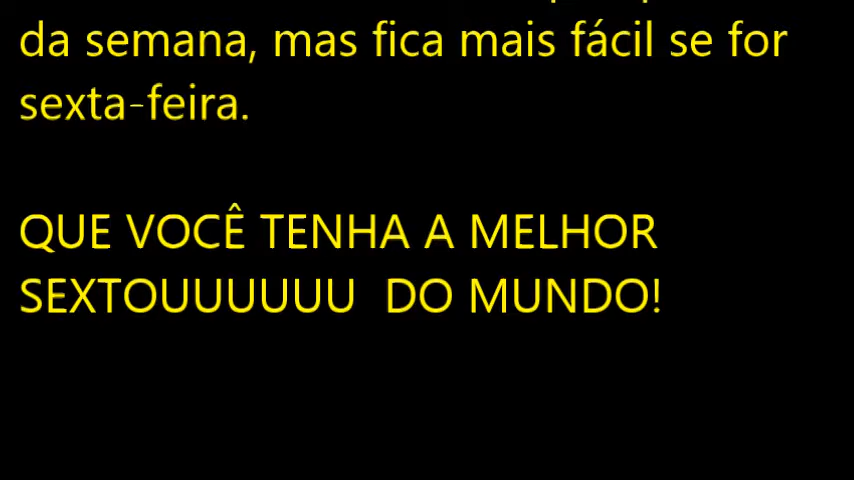 da semana, mas fica mais fácil se for
sexta-feira.
QUE VOCÊ TENHA A MELHOR
SEXTOUUUUUU  DO MUNDO!